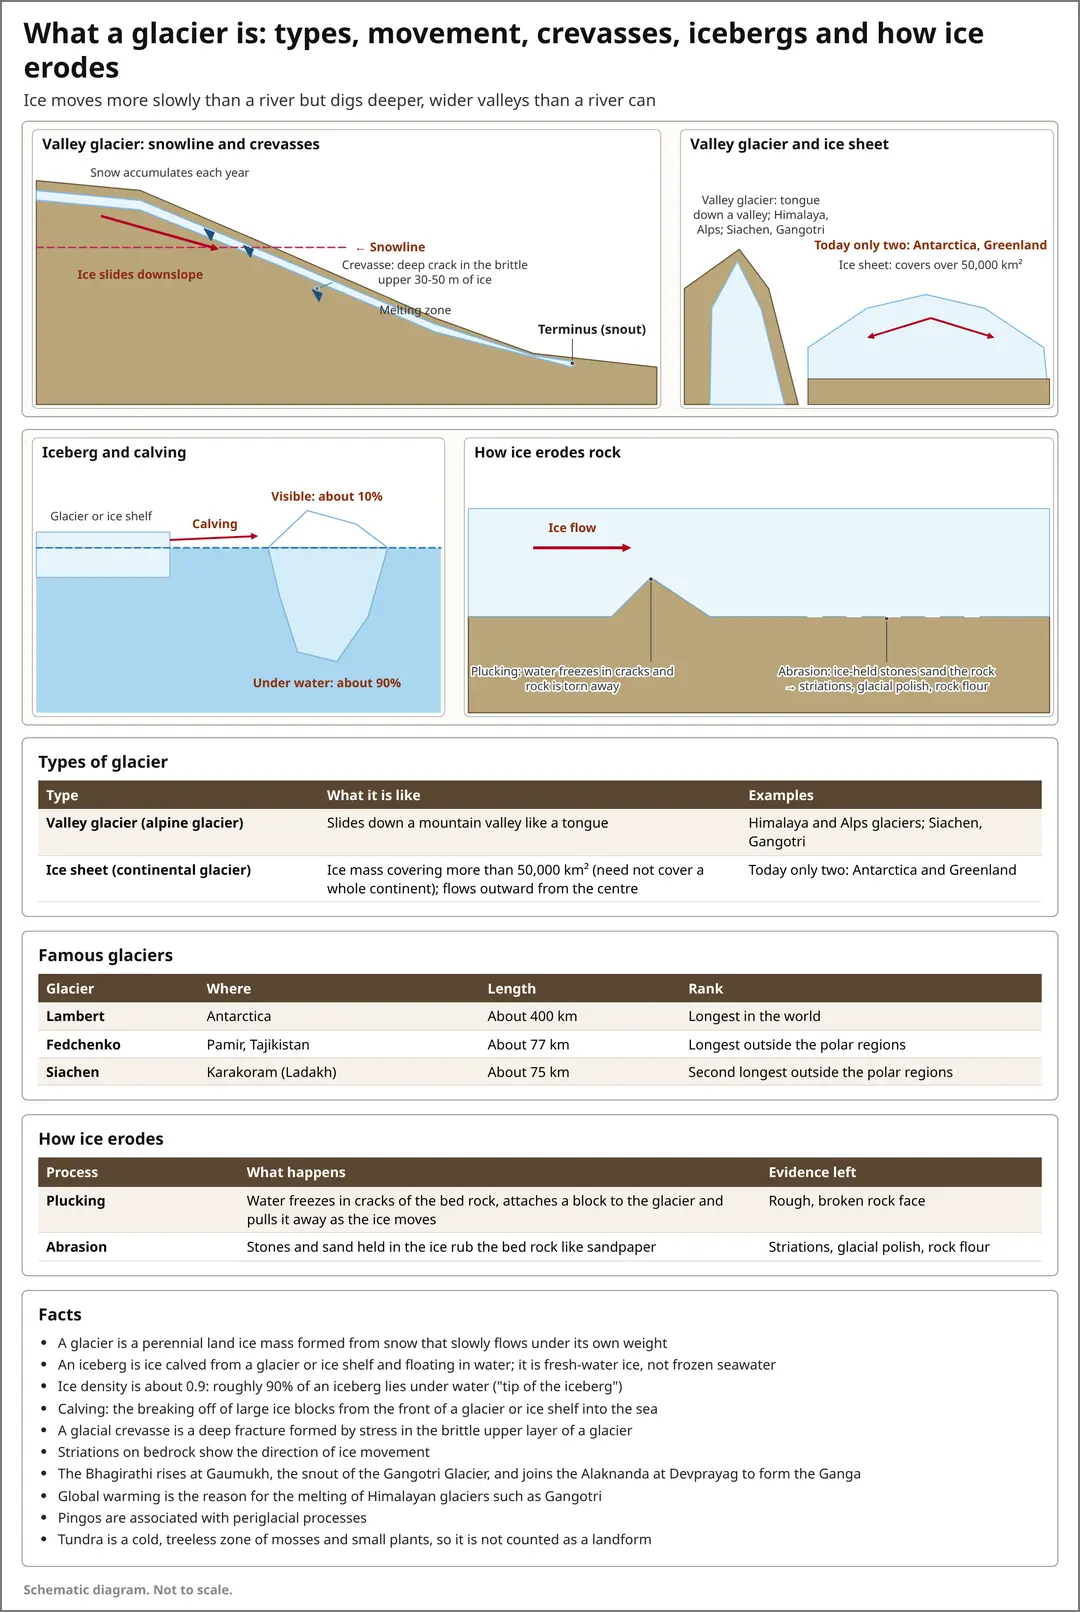 What a glacier is: types, movement, crevasses, icebergs and how ice
erodes
Ice moves more slowly than a river but digs deeper, wider valleys than a river can
Valley glacier: snowline and crevasses
Snow accumulates each year
← Snowline
Crevasse: deep crack in the brittle
upper 30-50 m of ice
Ice slides downslope
Melting zone
Terminus (snout)
Valley glacier and ice sheet
Valley glacier: tongue
down a valley; Himalaya,
Alps; Siachen, Gangotri
Today only two: Antarctica, Greenland
Ice sheet: covers over 50,000 km²
Iceberg and calving
Visible: about 10%
Glacier or ice shelf
Calving
Under water: about 90%
How ice erodes rock
Ice flow
Plucking: water freezes in cracks and
rock is torn away
Abrasion: ice-held stones sand the rock
→ striations, glacial polish, rock flour
Types of glacier
Type What it is like Examples
Valley glacier (alpine glacier) Slides down a mountain valley like a tongue Himalaya and Alps glaciers; Siachen,
Gangotri
Ice sheet (continental glacier) Ice mass covering more than 50,000 km² (need not cover a Today only two: Antarctica and Greenland
whole continent); flows outward from the centre
Famous glaciers
Glacier Where Length Rank
Lambert Antarctica About 400 km Longest in the world
Fedchenko Pamir, Tajikistan About 77 km Longest outside the polar regions
Siachen Karakoram (Ladakh) About 75 km Second longest outside the polar regions
How ice erodes
Process What happens Evidence left
Plucking Water freezes in cracks of the bed rock, attaches a block to the glacier and Rough, broken rock face
pulls it away as the ice moves
Abrasion Stones and sand held in the ice rub the bed rock like sandpaper Striations, glacial polish, rock flour
Facts
• A glacier is a perennial land ice mass formed from snow that slowly flows under its own weight
• An iceberg is ice calved from a glacier or ice shelf and floating in water; it is fresh-water ice, not frozen seawater
• Ice density is about 0.9: roughly 90% of an iceberg lies under water ("tip of the iceberg")
• Calving: the breaking off of large ice blocks from the front of a glacier or ice shelf into the sea
• A glacial crevasse is a deep fracture formed by stress in the brittle upper layer of a glacier
• Striations on bedrock show the direction of ice movement
• The Bhagirathi rises at Gaumukh, the snout of the Gangotri Glacier, and joins the Alaknanda at Devprayag to form the Ganga
• Global warming is the reason for the melting of Himalayan glaciers such as Gangotri
• Pingos are associated with periglacial processes
• Tundra is a cold, treeless zone of mosses and small plants, so it is not counted as a landform
Schematic diagram. Not to scale.